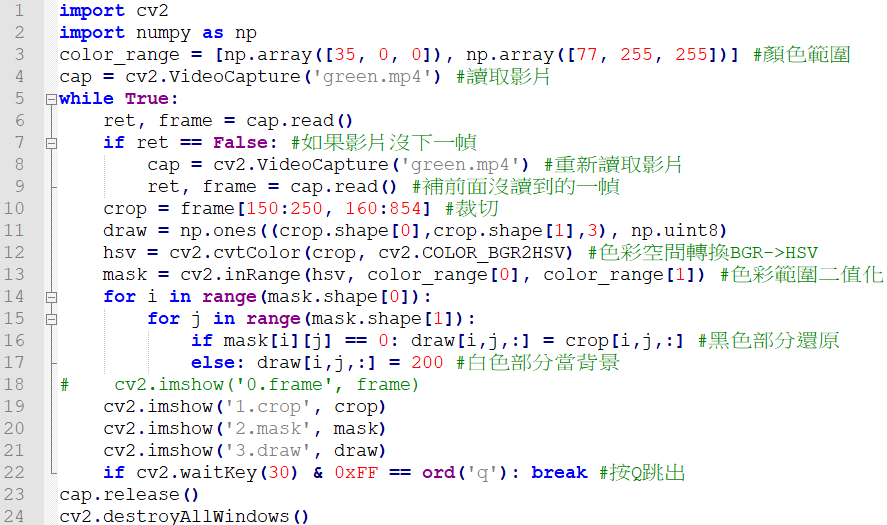 1 import cv2
2 import numpy as np
3 color_range = [np.array([35, 0, 0]), np.array([77, 255, 255])] #顏色範圍
4 cap = cv2.VideoCapture('green.mp4') #讀取影片
5 while True:
6     ret, frame = cap.read()
7     if ret == False: #如果影片沒下一幀
8         cap = cv2.VideoCapture('green.mp4') #重新讀取影片
9         ret, frame = cap.read() #補前面沒讀到的一幀
10     crop = frame[150:250, 160:854] #裁切
11     draw = np.ones((crop.shape[0],crop.shape[1],3), np.uint8)
12     hsv = cv2.cvtColor(crop, cv2.COLOR_BGR2HSV) #色彩空間轉換BGR->HSV
13     mask = cv2.inRange(hsv, color_range[0], color_range[1]) #色彩範圍二值化
14     for i in range(mask.shape[0]):
15         for j in range(mask.shape[1]):
16             if mask[i][j] == 0: draw[i,j,:] = crop[i,j,:] #黑色部分還原
17             else: draw[i,j,:] = 200 #白色部分當背景
18 #    cv2.imshow('0.frame', frame)
19     cv2.imshow('1.crop', crop)
20     cv2.imshow('2.mask', mask)
21     cv2.imshow('3.draw', draw)
22     if cv2.waitKey(30) & 0xFF == ord('q'): break #按Q跳出
23 cap.release()
24 cv2.destroyAllWindows()